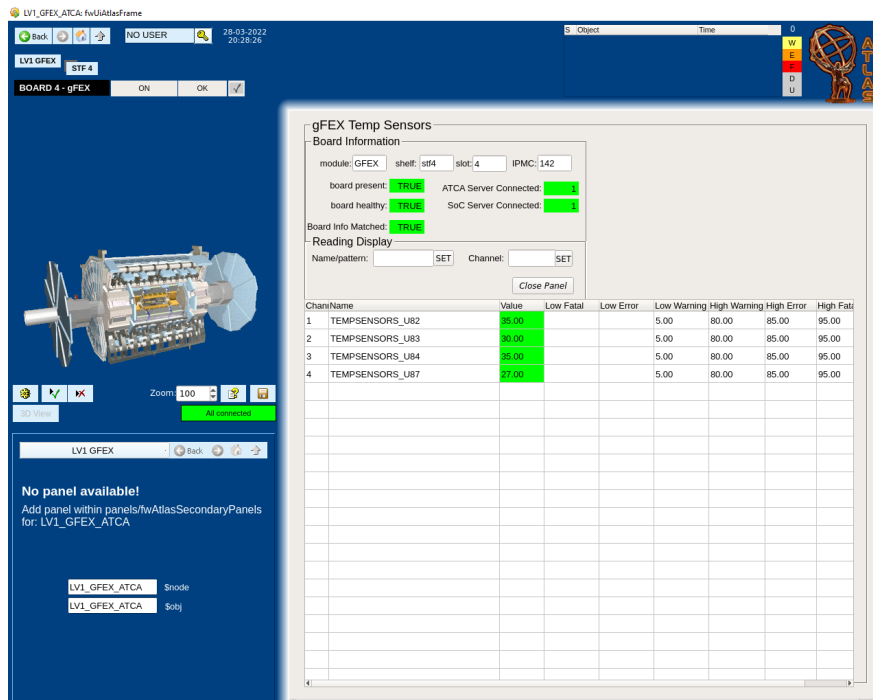 LV1_GFEX_ATCA: fwUiAtlasFrame
Back NO USER 28-03-2022
20:28:26
S Object Time 0
W
E
F
D
U
ATLAS
LV1 GFEX
STF 4
BOARD 4 - gFEX ON OK
gFEX Temp Sensors
Board Information
module: GFEX shelf: stf4 slot: 4 IPMC: 142
board present: TRUE ATCA Server Connected: 1
board healthy: TRUE SoC Server Connected: 1
Board Info Matched: TRUE
Reading Display
Name/pattern: SET Channel: SET
Close Panel
Chan Name Value Low Fatal Low Error Low Warning High Warning High Error High Fata
1 TEMPSENSORS_U82 35.00 5.00 80.00 85.00 95.00
2 TEMPSENSORS_U83 30.00 5.00 80.00 85.00 95.00
3 TEMPSENSORS_U84 35.00 5.00 80.00 85.00 95.00
4 TEMPSENSORS_U87 27.00 5.00 80.00 85.00 95.00
Zoom: 100
3D View All connected
LV1 GFEX Back
No panel available!
Add panel within panels/fwAtlasSecondaryPanels
for: LV1_GFEX_ATCA
LV1_GFEX_ATCA $node
LV1_GFEX_ATCA $obj